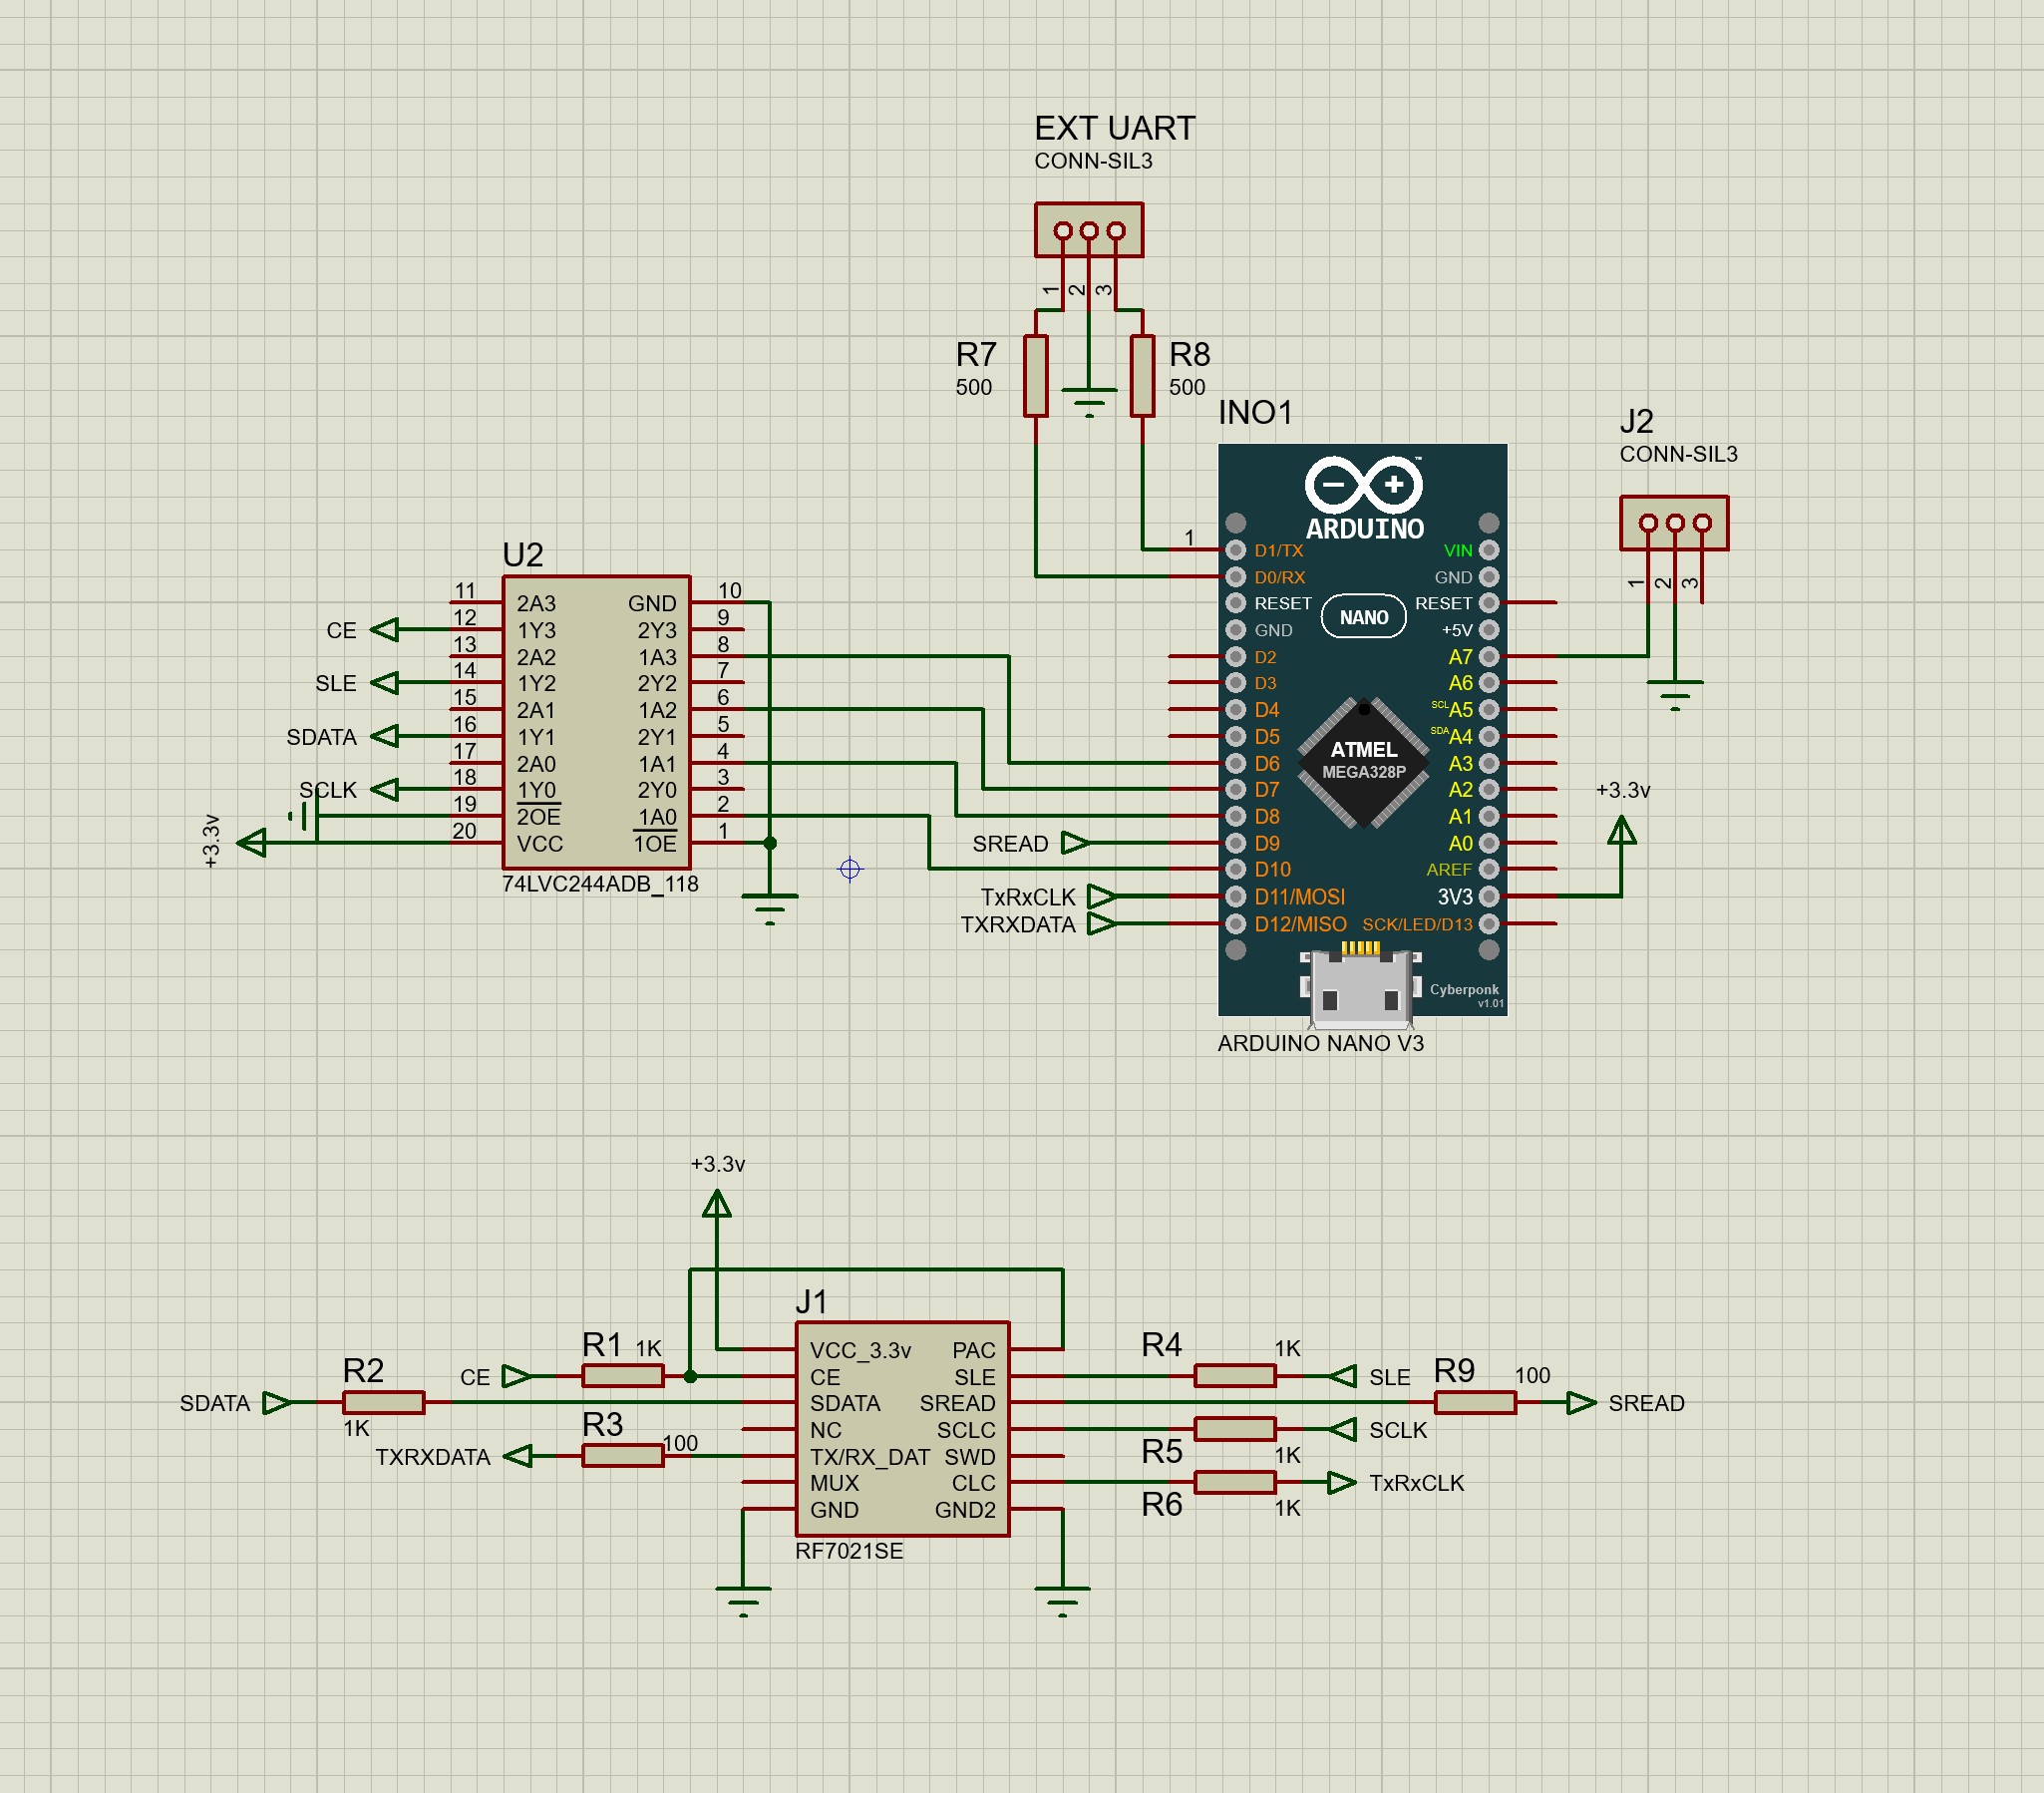 EXT UART
CONN-SIL3
1
2
3
R7
500
R8
500
INO1
ARDUINO
™
NANO
ATMEL
MEGA328P
1
D1/TX
D0/RX
RESET
GND
D2
D3
D4
D5
D6
D7
D8
D9
D10
D11/MOSI
D12/MISO
VIN
GND
RESET
+5V
A7
A6
SCL A5
SDA A4
A3
A2
A1
A0
AREF
3V3
SCK/LED/D13
Cyberponk
v1.01
ARDUINO NANO V3
J2
CONN-SIL3
1
2
3
+3.3v
SREAD
TxRxCLK
TXRXDATA
U2
11 2A3 GND 10
12 1Y3 2Y3 9
13 2A2 1A3 8
14 1Y2 2Y2 7
15 2A1 1A2 6
16 1Y1 2Y1 5
17 2A0 1A1 4
18 1Y0 2Y0 3
19 2OE 1A0 2
20 VCC 1OE 1
74LVC244ADB_118
CE
SLE
SDATA
SCLK
+3.3v
+3.3v
J1
VCC_3.3v PAC
CE SLE
SDATA SREAD
NC SCLC
TX/RX_DAT SWD
MUX CLC
GND GND2
RF7021SE
R1 1K
CE
R2
SDATA
1K
R3
100
TXRXDATA
R4 1K
SLE
R9 100
SREAD
SCLK
R5 1K
TxRxCLK
R6 1K